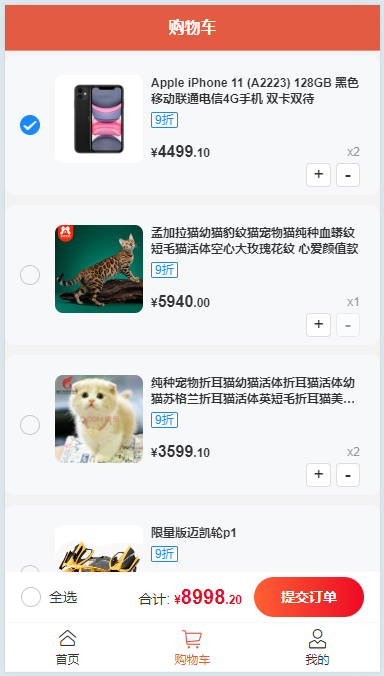 购物车
Apple iPhone 11 (A2223) 128GB 黑色
移动联通电信4G手机 双卡双待
9折
¥4499.10
x2
+ -
孟加拉猫幼猫豹纹猫宠物猫纯种血统纹
短毛猫活体空心大玫瑰花纹 心爱颜值款
9折
¥5940.00
x1
+ -
纯种宠物折耳猫幼猫活体折耳猫活体幼
猫苏格兰折耳猫活体英短毛折耳猫美…
9折
¥3599.10
x2
+ -
限量版迈凯轮p1
9折
全选
合计: ¥8998.20
提交订单
首页
购物车
我的